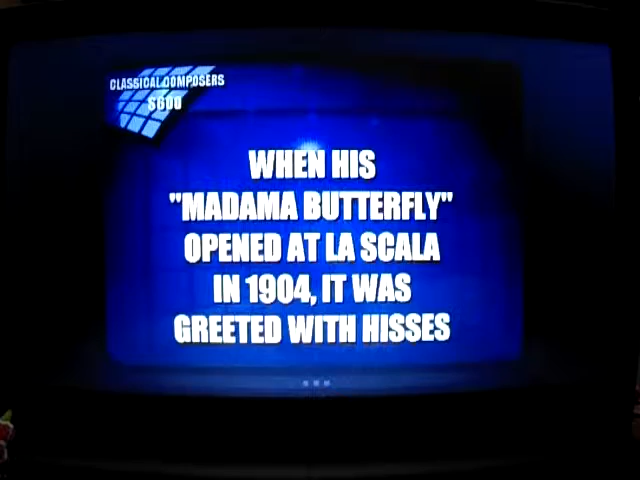 CLASSICAL COMPOSERS
$600
WHEN HIS
"MADAMA BUTTERFLY"
OPENED AT LA SCALA
IN 1904, IT WAS
GREETED WITH HISSES